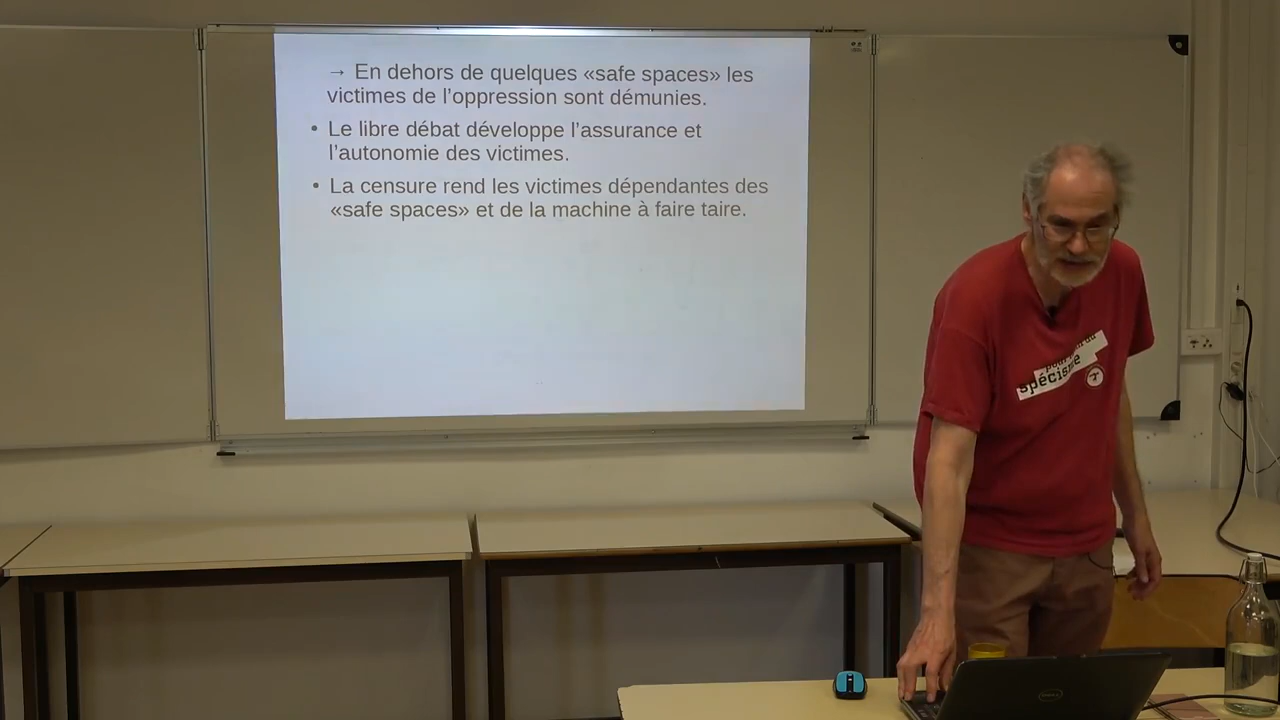 → En dehors de quelques «safe spaces» les
victimes de l'oppression sont démunies.
• Le libre débat développe l'assurance et
l'autonomie des victimes.
• La censure rend les victimes dépendantes des
«safe spaces» et de la machine à faire taire.
spécisme
DELL